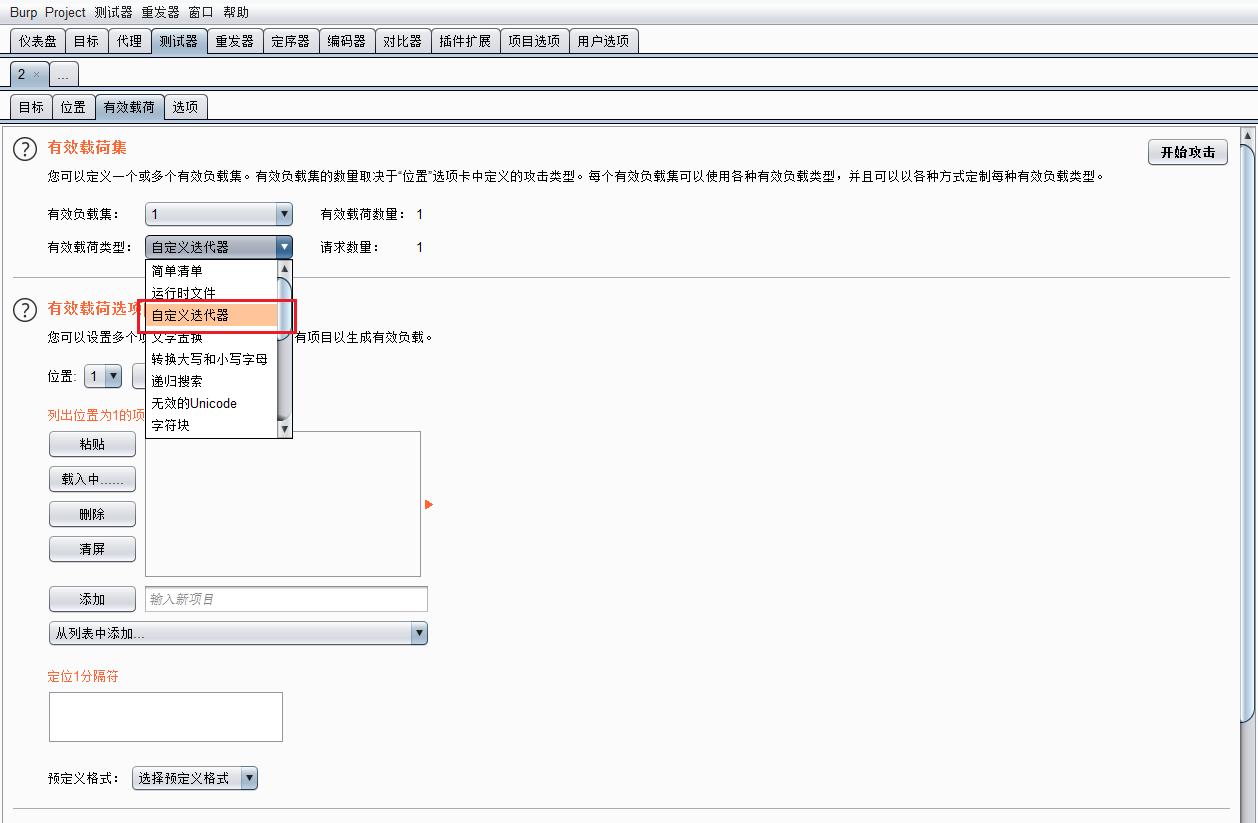 Burp Project 测试器 重发器 窗口 帮助
仪表盘 目标 代理 测试器 重发器 定序器 编码器 对比器 插件扩展 项目选项 用户选项
2 × ...
目标 位置 有效载荷 选项
? 有效载荷集 开始攻击
您可以定义一个或多个有效负载集。有效负载集的数量取决于“位置”选项卡中定义的攻击类型。每个有效负载集可以使用各种有效负载类型，并且可以以各种方式定制每种有效负载类型。
有效负载集： 1 有效载荷数量： 1
有效载荷类型： 自定义迭代器 请求数量： 1
简单清单
运行时文件
? 有效载荷选项
自定义迭代器
您可以设置多个项 文字置换 有项目以生成有效负载。
转换大写和小写字母
位置: 1
递归搜索
无效的Unicode
列出位置为1的项
字符块
粘贴
载入中......
删除
清屏
添加 输入新项目
从列表中添加...
定位1分隔符
预定义格式： 选择预定义格式